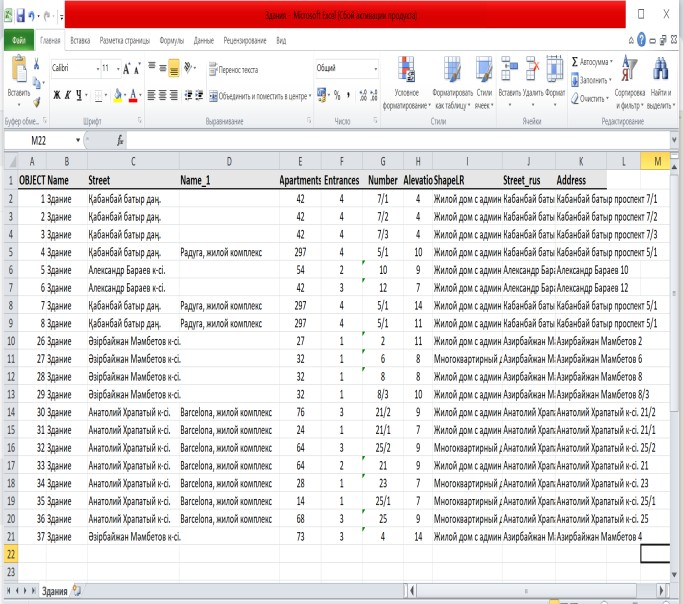 Здания - Microsoft Excel (Сбой активации продукта)
Файл Главная Вставка Разметка страницы Формулы Данные Рецензирование Вид
Calibri 11 Перенос текста Общий Σ Автосумма
Вставить Ж К Ч Объединить и поместить в центре % Условное форматирование Форматировать как таблицу Стили ячеек Вставить Удалить Формат Заполнить Очистить Сортировка и фильтр Найти и выделить
Буфер обме... Шрифт Выравнивание Число Стили Ячейки Редактирование
M22 fx
A B C D E F G H I J K L M
1 OBJECT Name Street Name_1 Apartments Entrances Number Alevatio ShapeLR Street_rus Address
2 1 Здание Қабанбай батыр даң. 42 4 7/1 4 Жилой дом с админ Кабанбай баты Кабанбай батыр проспект 7/1
3 2 Здание Қабанбай батыр даң. 42 4 7/2 4 Жилой дом с админ Кабанбай баты Кабанбай батыр проспект 7/2
4 3 Здание Қабанбай батыр даң. 42 4 7/3 4 Жилой дом с админ Кабанбай баты Кабанбай батыр проспект 7/3
5 4 Здание Қабанбай батыр даң. Радуга, жилой комплекс 297 4 5/1 10 Жилой дом с админ Кабанбай баты Кабанбай батыр проспект 5/1
6 5 Здание Александр Бараев к-сі. 54 2 10 9 Жилой дом с админ Александр Бара Александр Бараев 10
7 6 Здание Александр Бараев к-сі. 42 3 12 7 Жилой дом с админ Александр Бара Александр Бараев 12
8 7 Здание Қабанбай батыр даң. Радуга, жилой комплекс 297 4 5/1 14 Жилой дом с админ Кабанбай баты Кабанбай батыр проспект 5/1
9 8 Здание Қабанбай батыр даң. Радуга, жилой комплекс 297 4 5/1 11 Жилой дом с админ Кабанбай баты Кабанбай батыр проспект 5/1
10 26 Здание Әзірбайжан Мәмбетов к-сі. 27 1 2 11 Жилой дом с админ Азирбайжан М Азирбайжан Мамбетов 2
11 27 Здание Әзірбайжан Мәмбетов к-сі. 32 1 6 8 Многоквартирный Азирбайжан М Азирбайжан Мамбетов 6
12 28 Здание Әзірбайжан Мәмбетов к-сі. 32 1 8 8 Жилой дом с админ Азирбайжан М Азирбайжан Мамбетов 8
13 29 Здание Әзірбайжан Мәмбетов к-сі. 32 1 8/3 10 Жилой дом с админ Азирбайжан М Азирбайжан Мамбетов 8/3
14 30 Здание Анатолий Храпатый к-сі. Barcelona, жилой комплекс 76 3 21/2 9 Жилой дом с админ Анатолий Храп Анатолий Храпатый к-сі. 21/2
15 31 Здание Анатолий Храпатый к-сі. Barcelona, жилой комплекс 24 1 21/1 7 Жилой дом с админ Анатолий Храп Анатолий Храпатый к-сі. 21/1
16 32 Здание Анатолий Храпатый к-сі. Barcelona, жилой комплекс 64 3 25/2 9 Многоквартирный Анатолий Храп Анатолий Храпатый к-сі. 25/2
17 33 Здание Анатолий Храпатый к-сі. Barcelona, жилой комплекс 64 2 21 9 Жилой дом с админ Анатолий Храп Анатолий Храпатый к-сі. 21
18 34 Здание Анатолий Храпатый к-сі. Barcelona, жилой комплекс 28 1 23 7 Многоквартирный Анатолий Храп Анатолий Храпатый к-сі. 23
19 35 Здание Анатолий Храпатый к-сі. Barcelona, жилой комплекс 14 1 25/1 7 Многоквартирный Анатолий Храп Анатолий Храпатый к-сі. 25/1
20 36 Здание Анатолий Храпатый к-сі. Barcelona, жилой комплекс 68 3 25 9 Многоквартирный Анатолий Храп Анатолий Храпатый к-сі. 25
21 37 Здание Әзірбайжан Мәмбетов к-сі. 73 3 4 14 Жилой дом с админ Азирбайжан М Азирбайжан Мамбетов 4
22
23
Здания